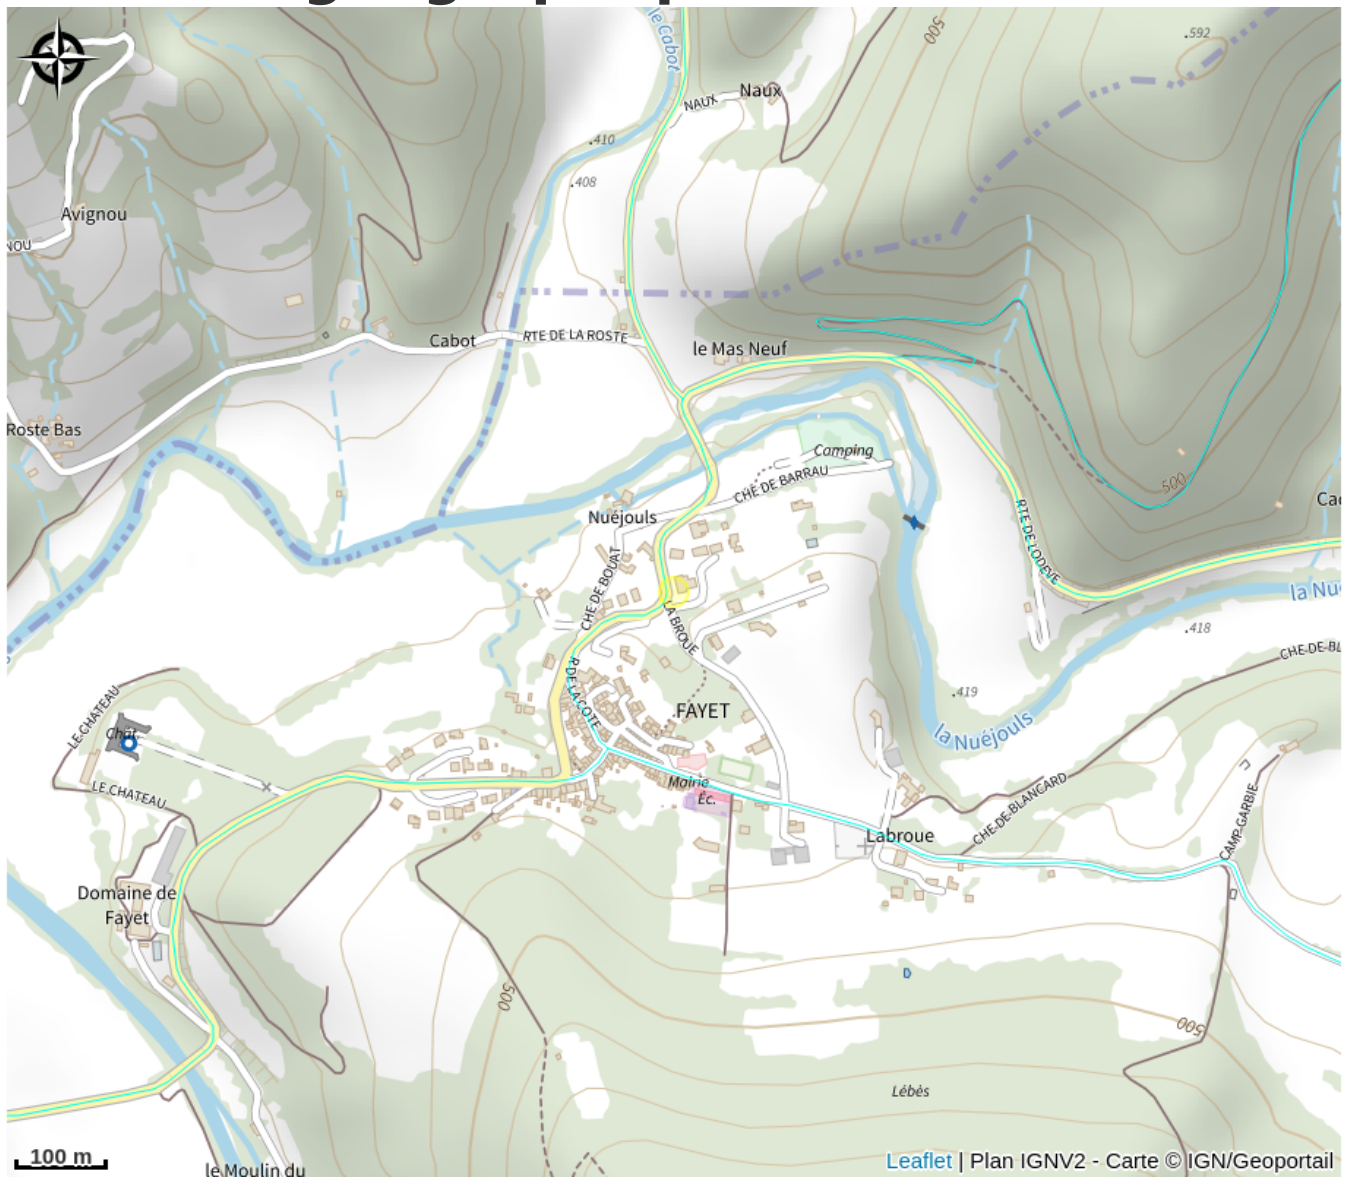 le Cabot
500
.592
Naux
NAUX
.410
.408
Avignou
NOU
Cabot
RTE DE LA ROSTE
le Mas Neuf
Roste Bas
Camping
CHE DE BARRAU
500
Nuéjouls
RTE DE LODEVE
CHE DE BOUAT
la Nu
LA BROUE
.418
CHE DE BL
R DE LA COTE
LE CHATEAU
.419
FAYET
la Nuéjouls
Chât.
LE CHATEAU
Mairie
Éc.
CHE DE BLANCARD
CAMP GARBIE
Labroue
Domaine de
Fayet
500
500
Lébès
100 m
le Moulin du
Leaflet | Plan IGNV2 - Carte © IGN/Geoportail